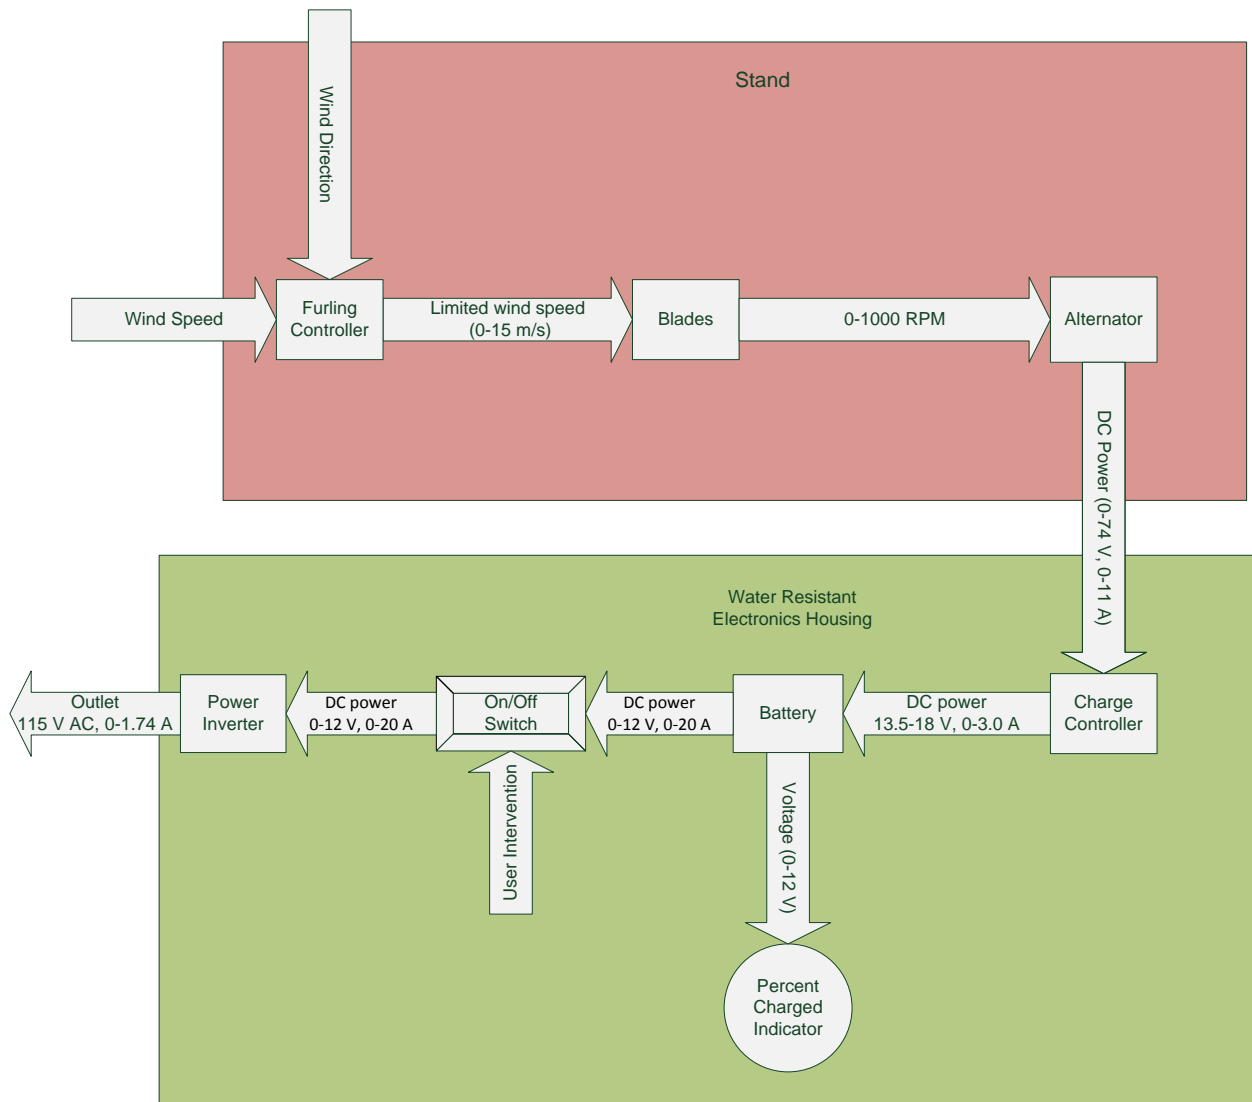 Stand
Wind Direction
Wind Speed
Furling
Controller
Limited wind speed
(0-15 m/s)
Blades
0-1000 RPM
Alternator
DC Power (0-74 V, 0-11 A)
Water Resistant
Electronics Housing
Outlet
115 V AC, 0-1.74 A
Power
Inverter
DC power
0-12 V, 0-20 A
On/Off
Switch
DC power
0-12 V, 0-20 A
Battery
DC power
13.5-18 V, 0-3.0 A
Charge
Controller
User Intervention
Voltage (0-12 V)
Percent
Charged
Indicator